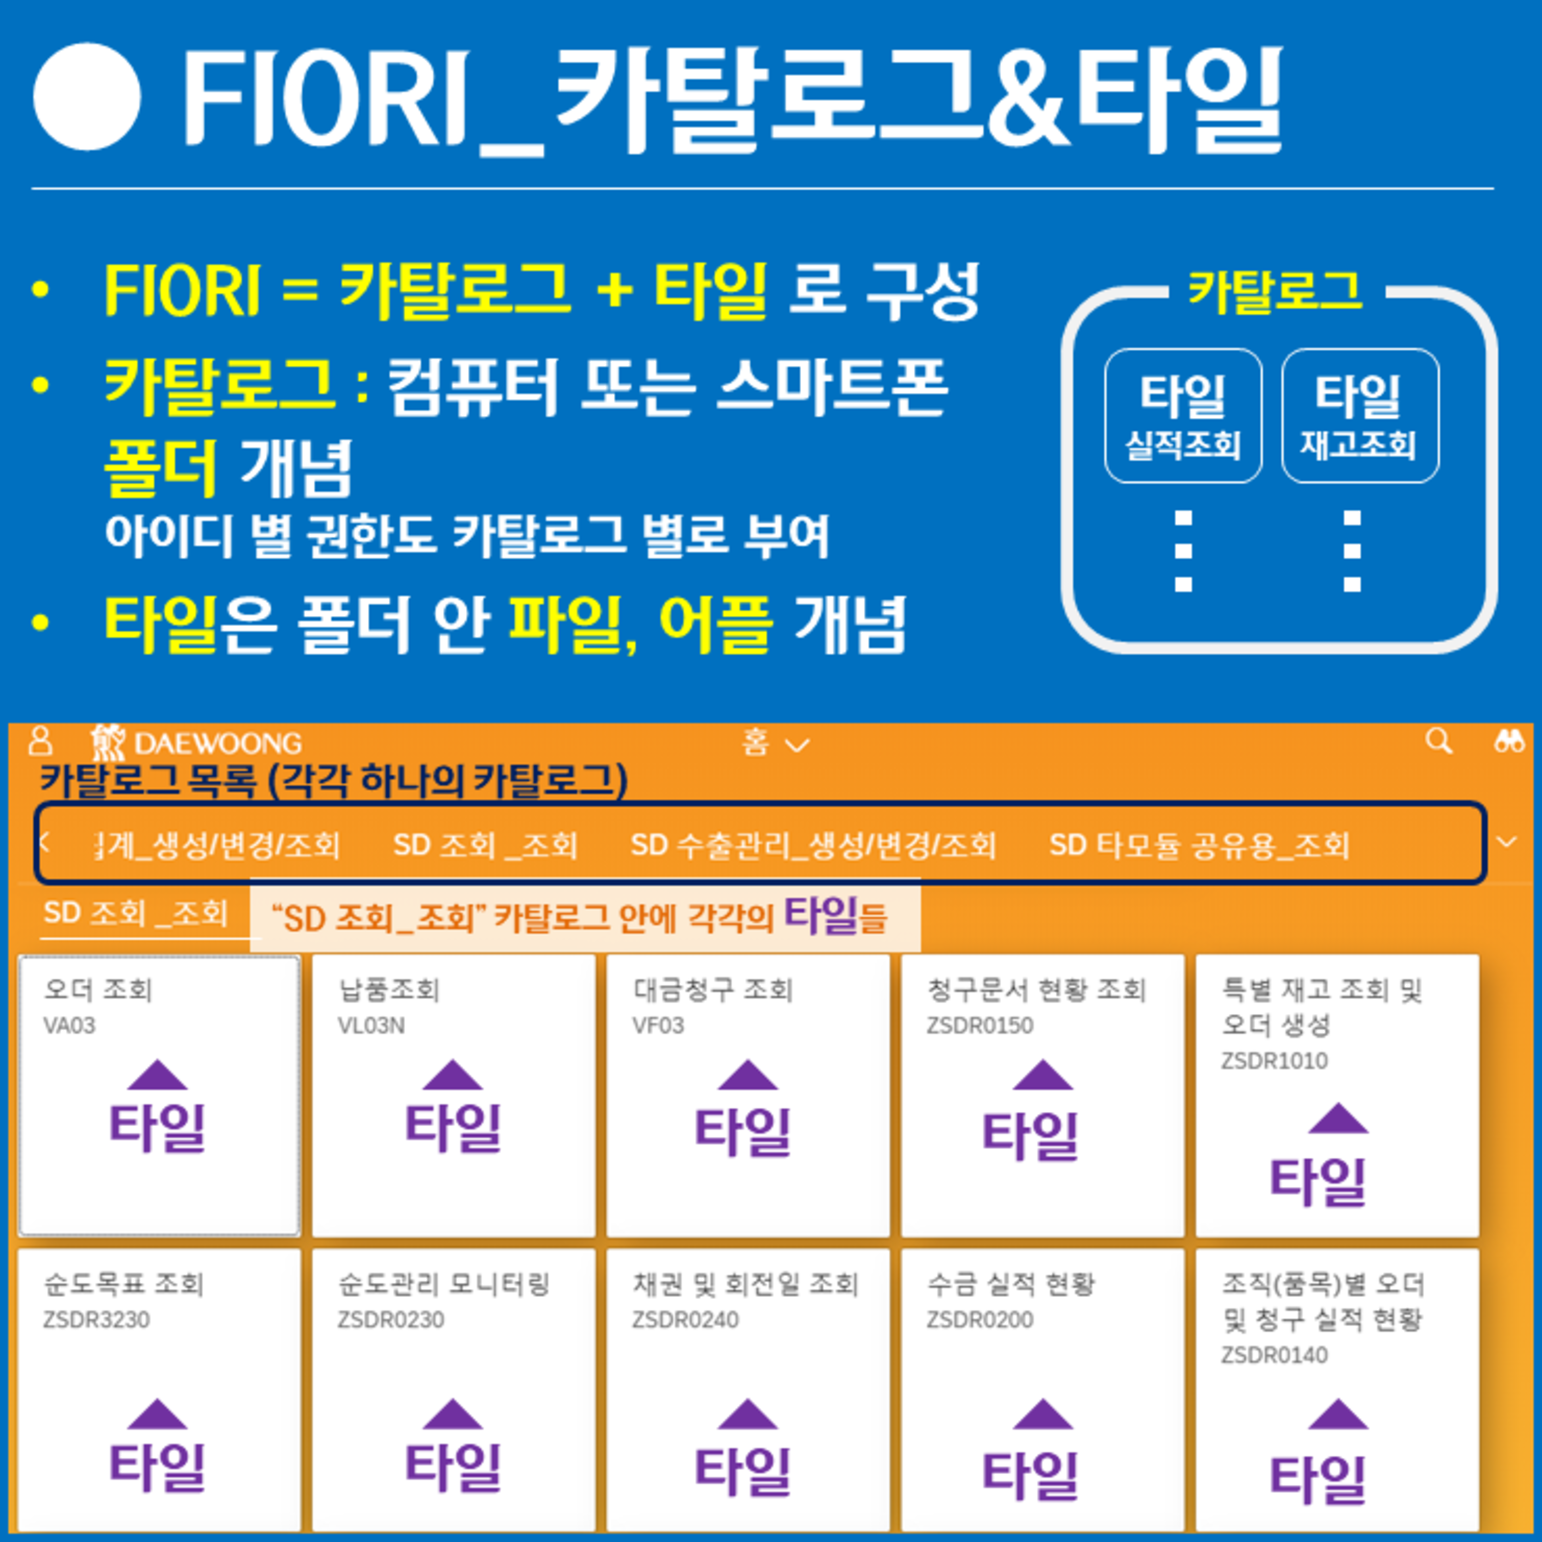 FIORI_카탈로그&타일
• FIORI = 카탈로그 + 타일 로 구성
• 카탈로그 : 컴퓨터 또는 스마트폰
폴더 개념
아이디 별 권한도 카탈로그 별로 부여
• 타일은 폴더 안 파일, 어플 개념
카탈로그
타일 타일
실적조회 재고조회
DAEWOONG 홈
카탈로그 목록 (각각 하나의 카탈로그)
계_생성/변경/조회 SD 조회 _조회 SD 수출관리_생성/변경/조회 SD 타모듈 공유용_조회
SD 조회 _조회 “SD 조회_조회” 카탈로그 안에 각각의 타일들
오더 조회
VA03
타일
납품조회
VL03N
타일
대금청구 조회
VF03
타일
청구문서 현황 조회
ZSDR0150
타일
특별 재고 조회 및
오더 생성
ZSDR1010
타일
순도목표 조회
ZSDR3230
타일
순도관리 모니터링
ZSDR0230
타일
채권 및 회전일 조회
ZSDR0240
타일
수금 실적 현황
ZSDR0200
타일
조직(품목)별 오더
및 청구 실적 현황
ZSDR0140
타일